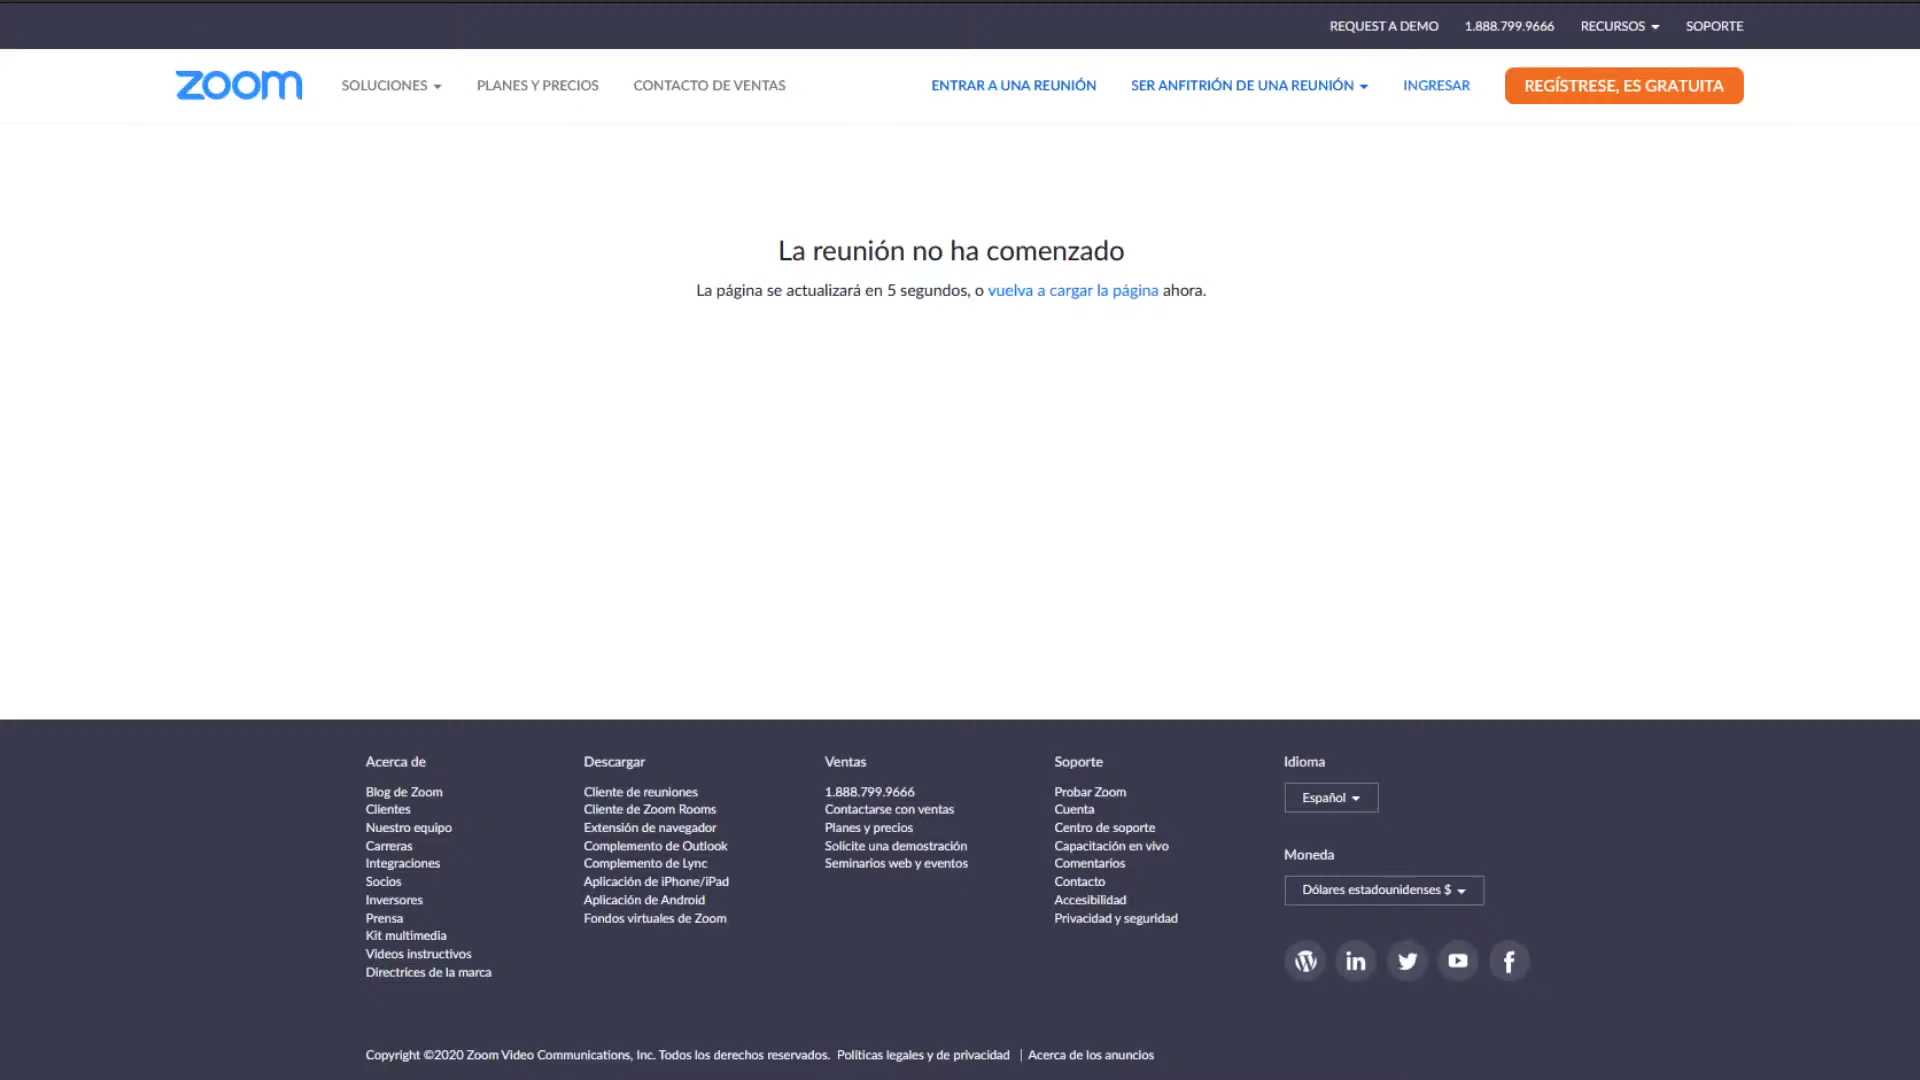 REQUEST A DEMO 1.888.799.9666 RECURSOS SOPORTE
zoom SOLUCIONES PLANES Y PRECIOS CONTACTO DE VENTAS ENTRAR A UNA REUNIÓN SER ANFITRIÓN DE UNA REUNIÓN INGRESAR REGÍSTRESE, ES GRATUITA
La reunión no ha comenzado
La página se actualizará en 5 segundos, o vuelva a cargar la página ahora.
Acerca de
Blog de Zoom
Clientes
Nuestro equipo
Carreras
Integraciones
Socios
Inversores
Prensa
Kit multimedia
Videos instructivos
Directrices de la marca
Descargar
Cliente de reuniones
Cliente de Zoom Rooms
Extensión de navegador
Complemento de Outlook
Complemento de Lync
Aplicación de iPhone/iPad
Aplicación de Android
Fondos virtuales de Zoom
Ventas
1.888.799.9666
Contactarse con ventas
Planes y precios
Solicite una demostración
Seminarios web y eventos
Soporte
Probar Zoom
Cuenta
Centro de soporte
Capacitación en vivo
Comentarios
Contacto
Accesibilidad
Privacidad y seguridad
Idioma
Español
Moneda
Dólares estadounidenses $
Copyright ©2020 Zoom Video Communications, Inc. Todos los derechos reservados. Políticas legales y de privacidad | Acerca de los anuncios